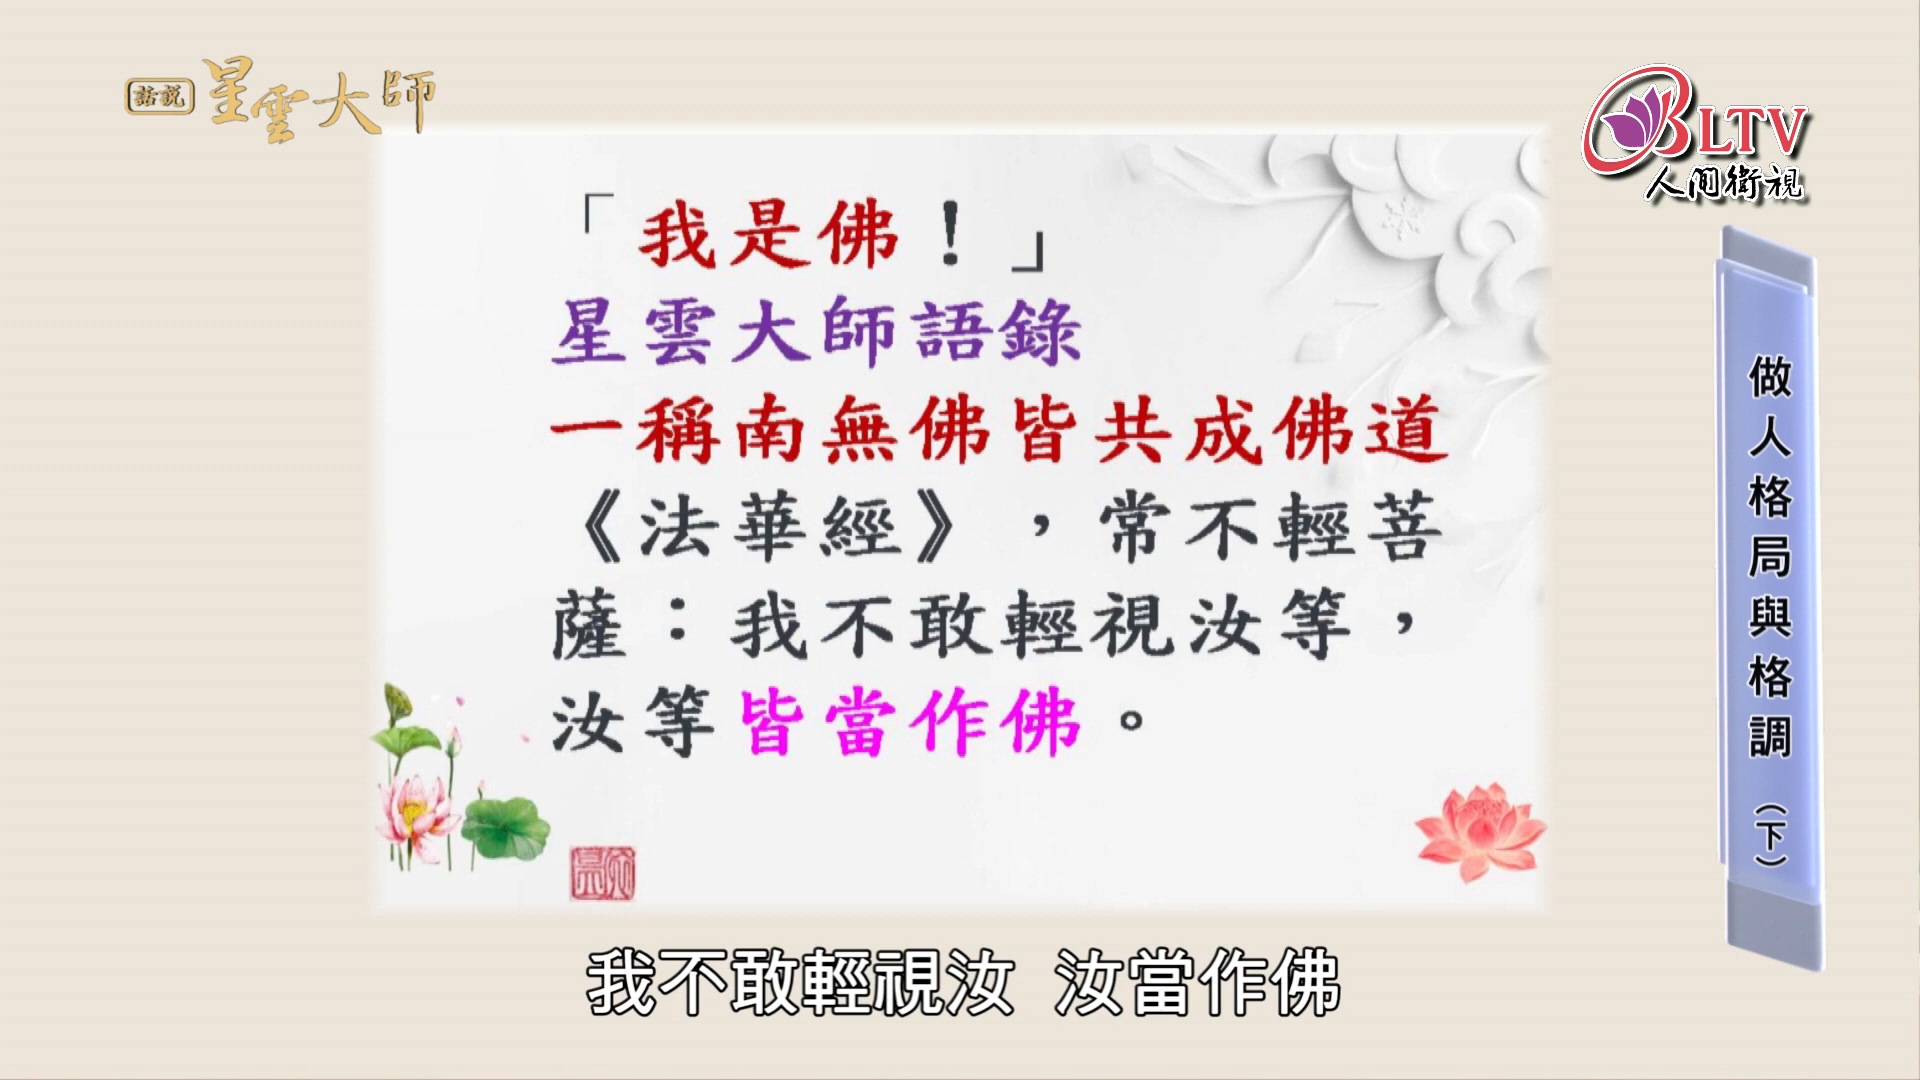 話說
星雲大師
BLTV
人間衛視
「我是佛！」
星雲大師語錄
一稱南無佛皆共成佛道
《法華經》，常不輕菩
薩：我不敢輕視汝等，
汝等皆當作佛。
做人格局與格調（下）
我不敢輕視汝 汝當作佛